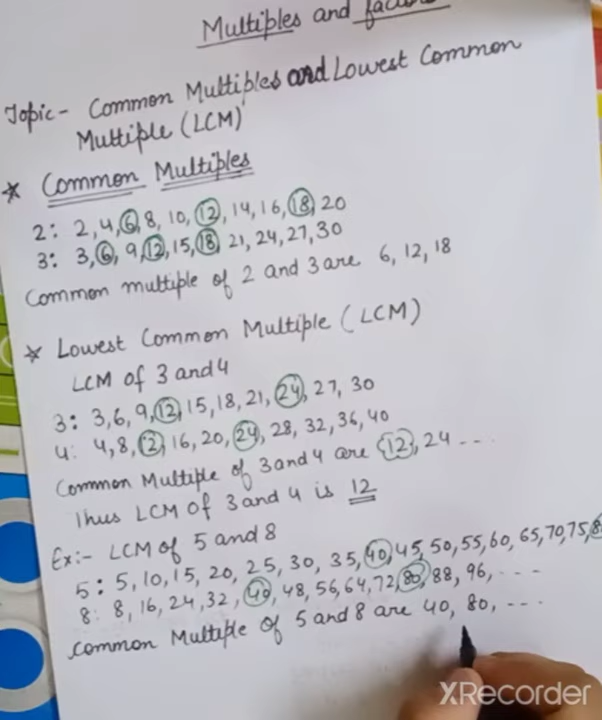 Multiples and
Topic - Common Multiples and Lowest Common
Multiple (LCM)
* Common Multiples
2: 2, 4, 6, 8, 10, 12, 14, 16, 18, 20
3: 3, 6, 9, 12, 15, 18, 21, 24, 27, 30
Common multiple of 2 and 3 are 6, 12, 18
* Lowest Common Multiple (LCM)
LCM of 3 and 4
3: 3, 6, 9, 12, 15, 18, 21, 24, 27, 30
4: 4, 8, 12, 16, 20, 24, 28, 32, 36, 40
Common Multiple of 3 and 4 are 12, 24 ---
Thus LCM of 3 and 4 is 12
Ex:- LCM of 5 and 8
5: 5, 10, 15, 20, 25, 30, 35, 40, 45, 50, 55, 60, 65, 70, 75, 8
8: 8, 16, 24, 32, 40, 48, 56, 64, 72, 80, 88, 96, ----
Common Multiple of 5 and 8 are 40, 80, ---
XRecorder